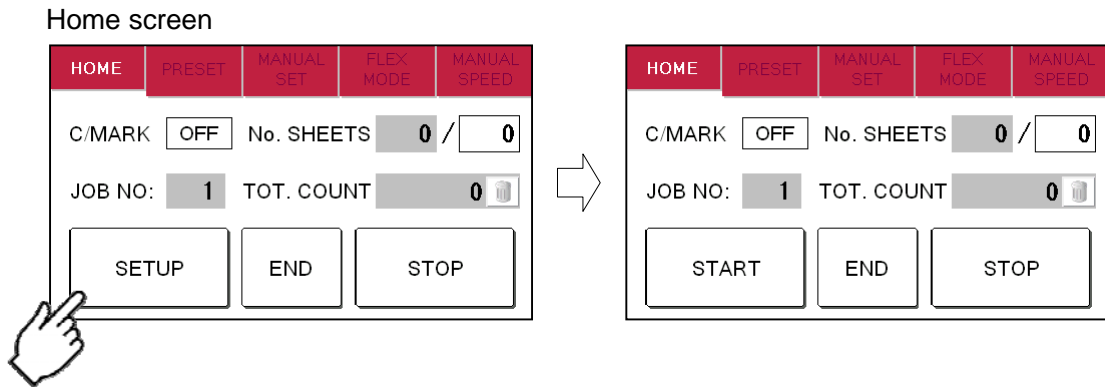 Home screen
HOME PRESET MANUAL SET FLEX MODE MANUAL SPEED
C/MARK OFF No. SHEETS 0 / 0
JOB NO: 1 TOT. COUNT 0
SETUP END STOP
HOME PRESET MANUAL SET FLEX MODE MANUAL SPEED
C/MARK OFF No. SHEETS 0 / 0
JOB NO: 1 TOT. COUNT 0
START END STOP